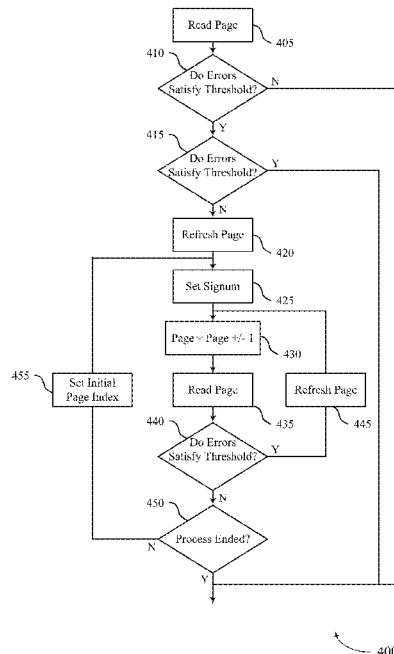 Read Page
405
410
Do Errors
Satisfy Threshold?
N
Y
415
Do Errors
Satisfy Threshold?
Y
N
Refresh Page
420
Set Signum
425
Page = Page +/- 1
430
455
Set Initial
Page Index
Read Page
435
Refresh Page
445
440
Do Errors
Satisfy Threshold?
Y
N
450
Process Ended?
N
Y
400